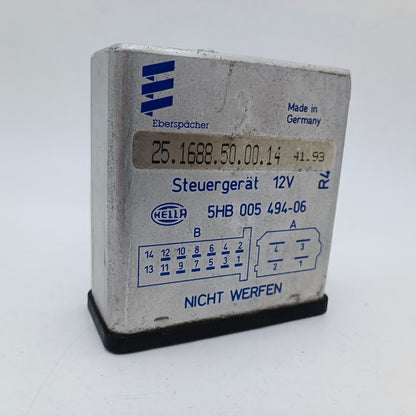 Eberspächer
Made in
Germany
25.1688.50.00.14 41.93
R4
Steuergerät 12V
HELLA 5HB 005 494-06
B A
14 12 10 8 6 4 2
13 11 9 7 5 3 1
4 3
2 1
NICHT WERFEN